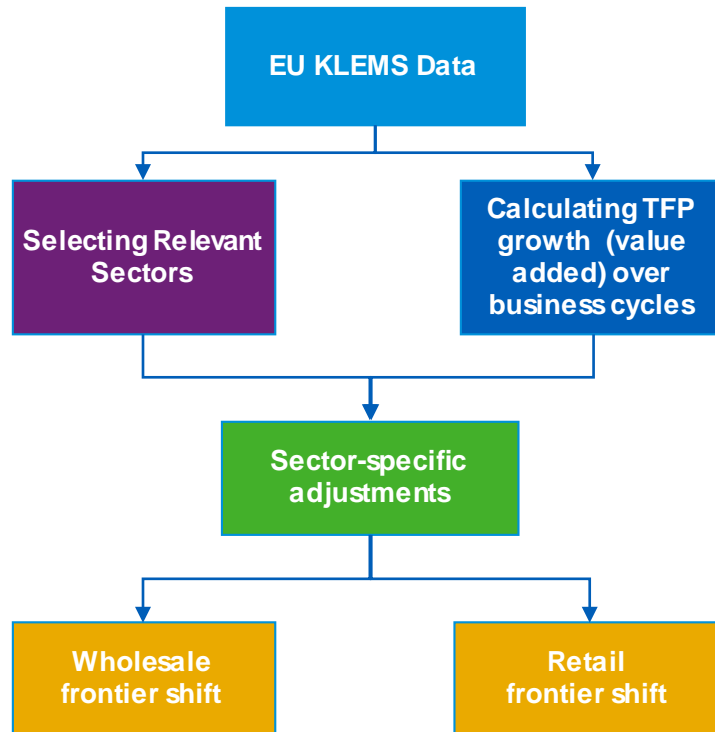 EU KLEMS Data
Selecting Relevant
Sectors
Calculating TFP
growth (value
added) over
business cycles
Sector-specific
adjustments
Wholesale
frontier shift
Retail
frontier shift